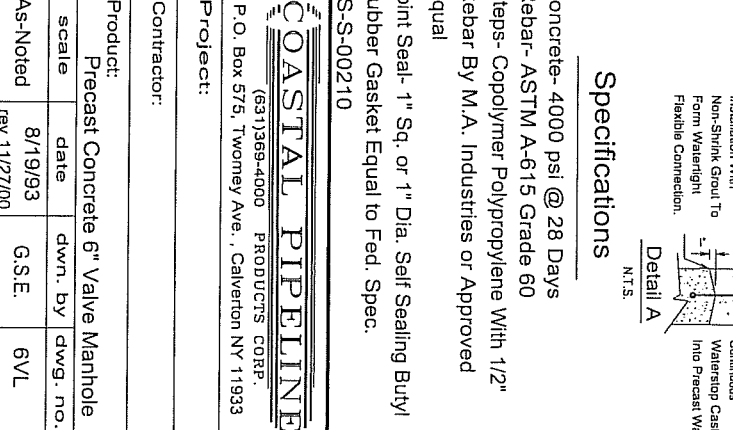 Installation With
Non-Shrink Grout To
Form Watertight
Flexible Connection.
Continuous
Waterstop Cast
Into Precast Wa
Detail A
N.T.S.
Specifications
oncrete- 4000 psi @ 28 Days
ebar- ASTM A-615 Grade 60
teps- Copolymer Polypropylene With 1/2"
ebar By M.A. Industries or Approved
qual
oint Seal- 1" Sq. or 1" Dia. Self Sealing Butyl
ubber Gasket Equal to Fed. Spec.
S-S-00210
COASTAL PIPELINE
PRODUCTS CORP.
(631)369-4000
P.O. Box 575, Twomey Ave. , Calverton NY 11933
Project:
Contractor:
Product:
Precast Concrete 6" Valve Manhole
scale date dwn. by dwg. no.
As-Noted 8/19/93 G.S.E. 6VL
rev 11/27/00